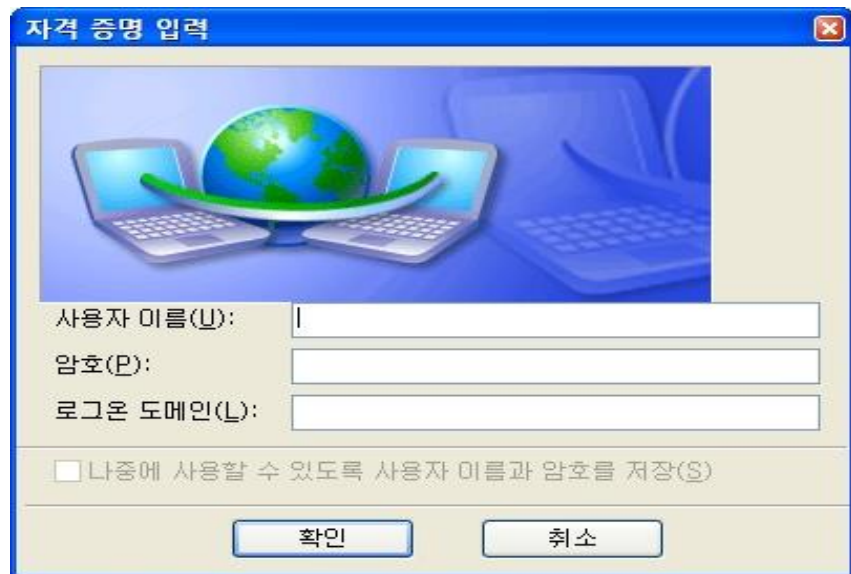 자격 증명 입력
사용자 이름(U):
암호(P):
로그온 도메인(L):
나중에 사용할 수 있도록 사용자 이름과 암호를 저장(S)
확인 취소